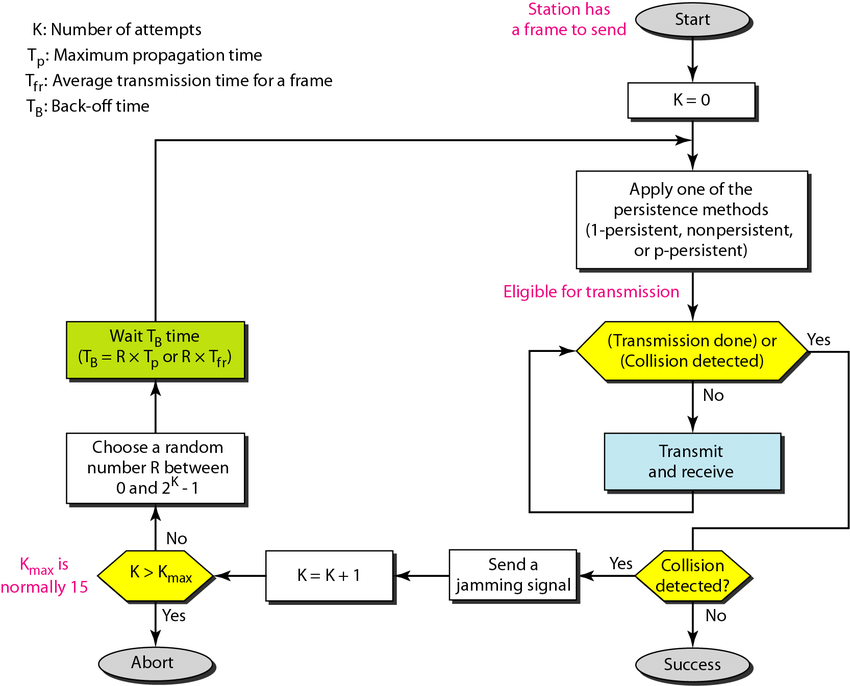 K: Number of attempts
Tp: Maximum propagation time
Tfr: Average transmission time for a frame
TB: Back-off time
Station has
a frame to send
Start
K = 0
Apply one of the
persistence methods
(1-persistent, nonpersistent,
or p-persistent)
Eligible for transmission
(Transmission done) or
(Collision detected)
Yes
No
Transmit
and receive
Wait TB time
(TB = R × Tp or R × Tfr)
Choose a random
number R between
0 and 2^K - 1
No
Kmax is
normally 15
K > Kmax
Yes
Abort
K = K + 1
Send a
jamming signal
Yes
Collision
detected?
No
Success